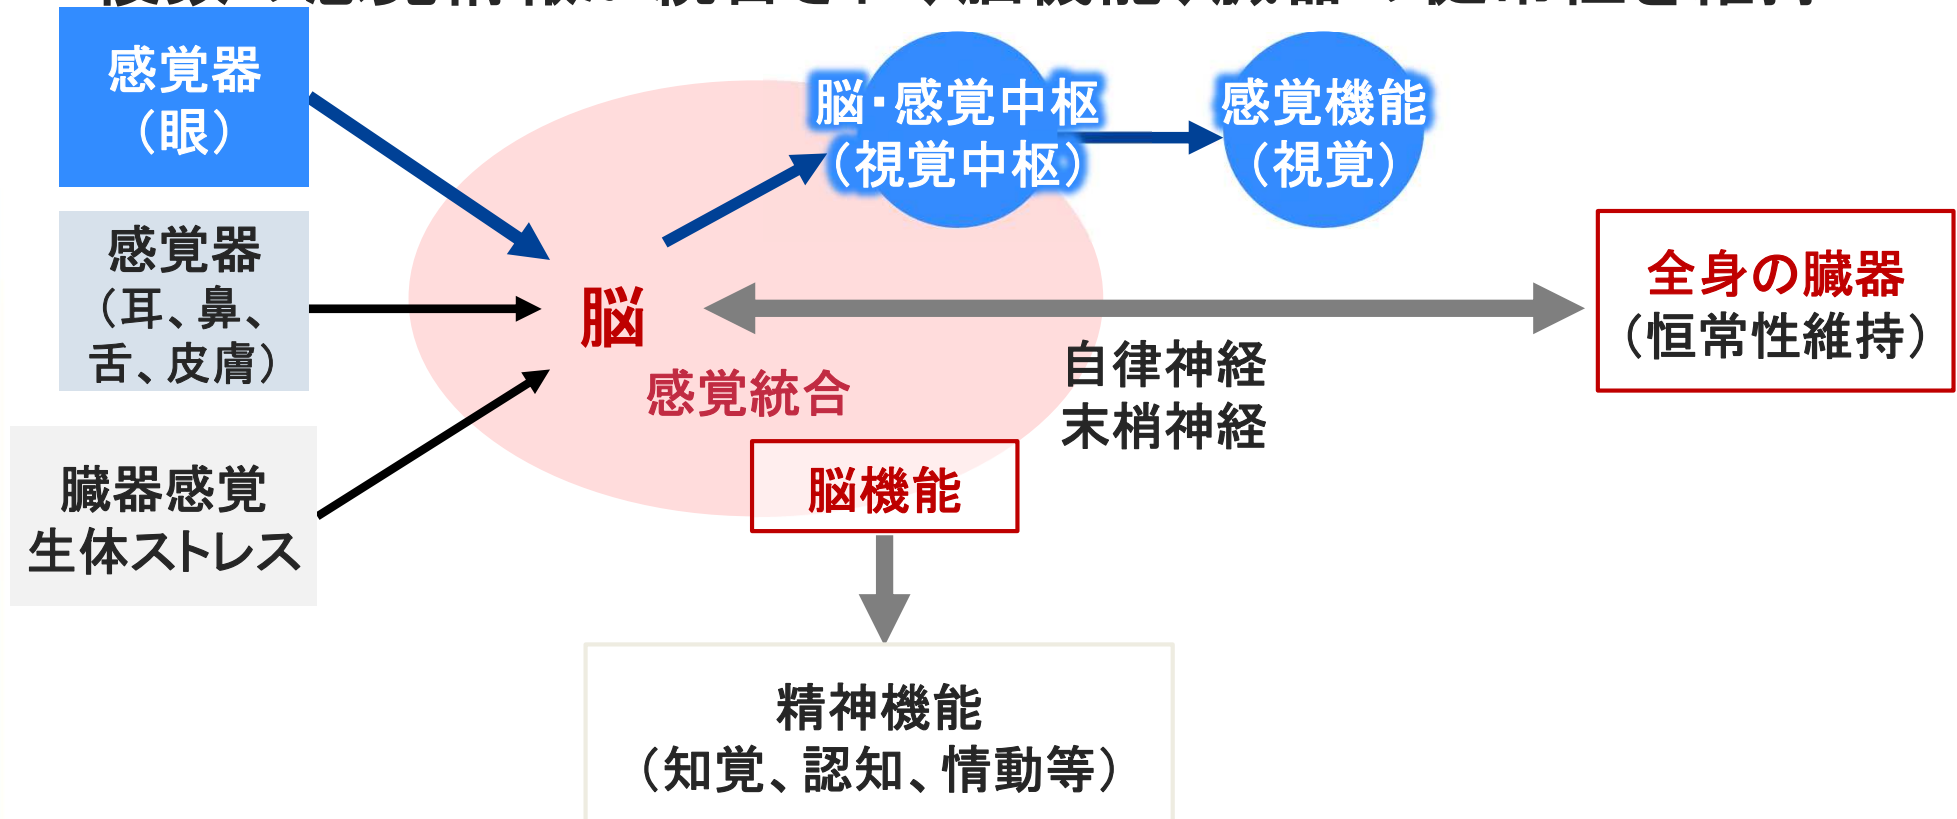 感覚器
（眼）
脳・感覚中枢
（視覚中枢）
感覚機能
（視覚）
感覚器
（耳、鼻、
舌、皮膚）
全身の臓器
（恒常性維持）
脳
感覚統合
自律神経
末梢神経
臓器感覚
生体ストレス
脳機能
精神機能
（知覚、認知、情動等）